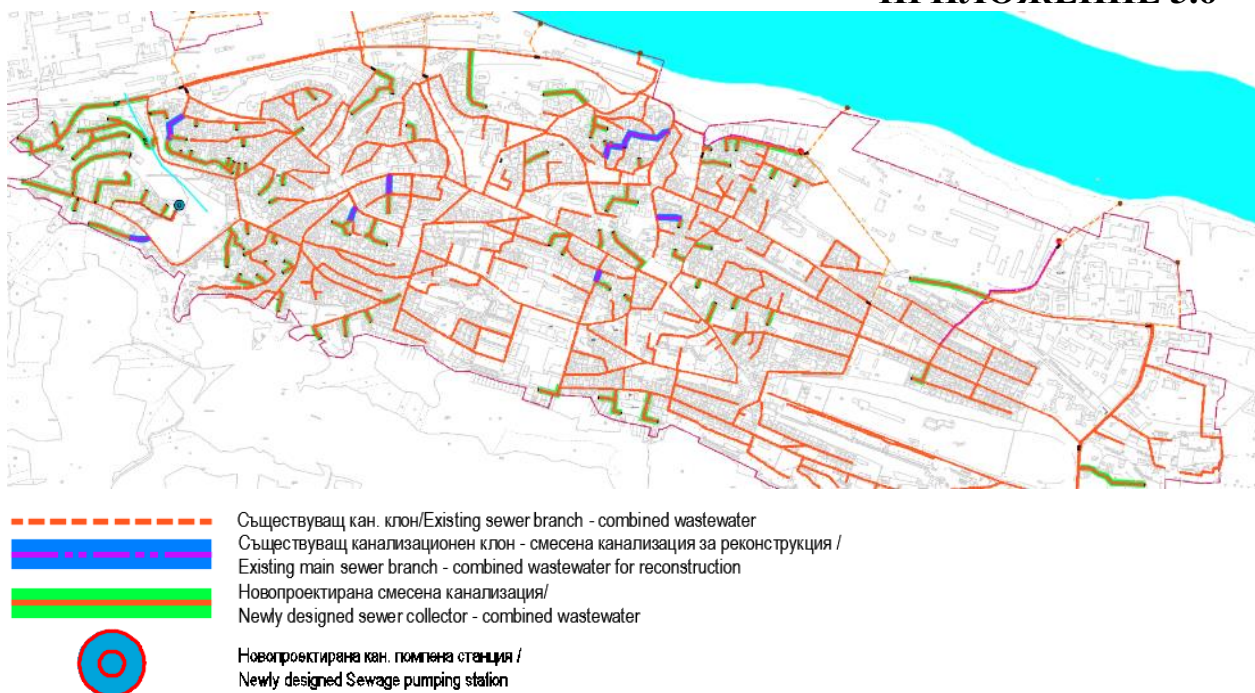 ПРИЛОЖЕНИЕ 5.6
Съществуващ кан. клон/Existing sewer branch - combined wastewater
Съществуващ канализационен клон - смесена канализация за реконструкция /
Existing main sewer branch - combined wastewater for reconstruction
Новопроектирана смесена канализация/
Newly designed sewer collector - combined wastewater
Новопроектирана кан. помпена станция /
Newly designed Sewage pumping station